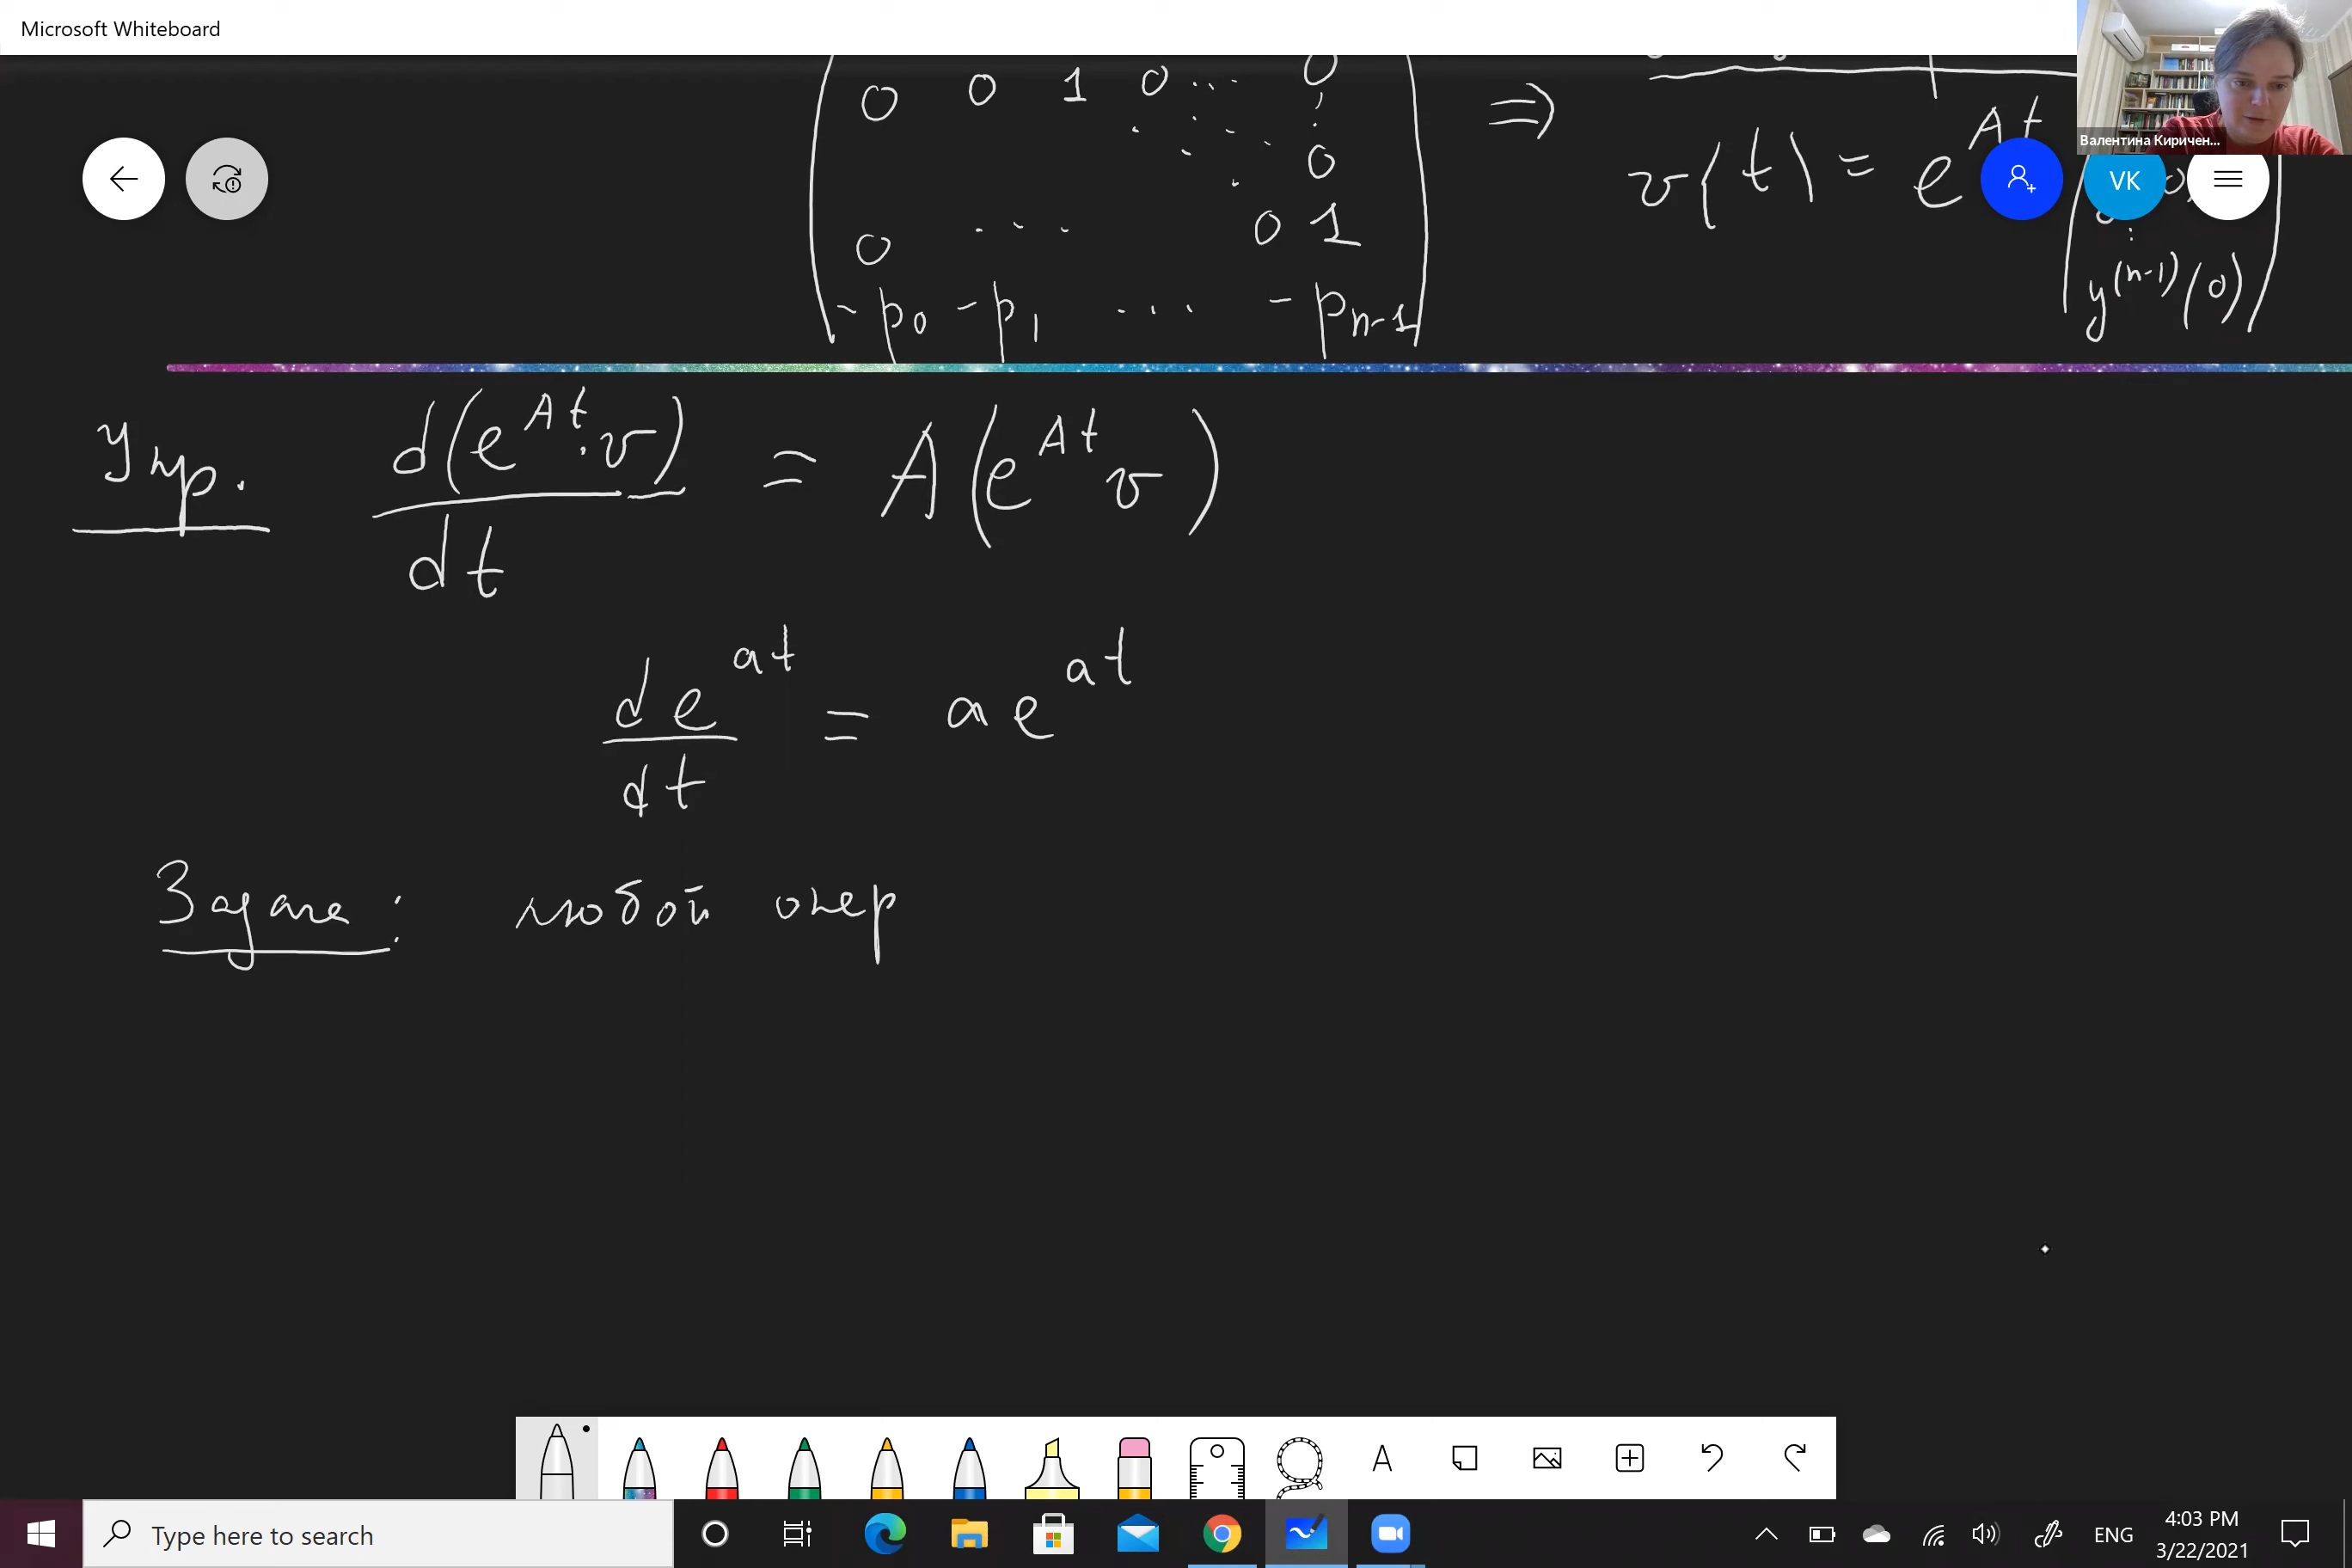 Microsoft Whiteboard
Валентина Киричен...
VK
0 0 1 0 ... 0
0
0 ... 0 1
-p₀ -p₁ ... -pₙ₋₁
⇒
v(t) = e^{At}
y^{(n-1)}(0)
Упр. d(e^{At}·v)/dt = A(e^{At} v)
de^{at}/dt = a e^{at}
Задача: любой опер
Type here to search
ENG
4:03 PM
3/22/2021